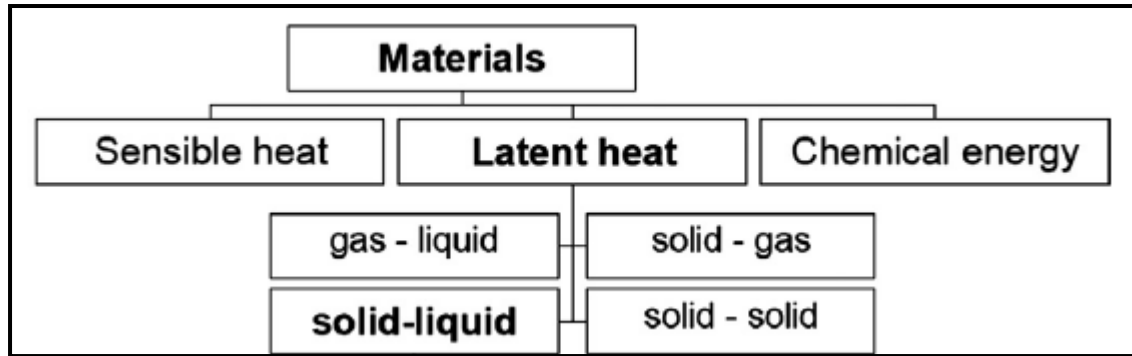 Materials
Sensible heat
Latent heat
Chemical energy
gas - liquid
solid - gas
solid-liquid
solid - solid